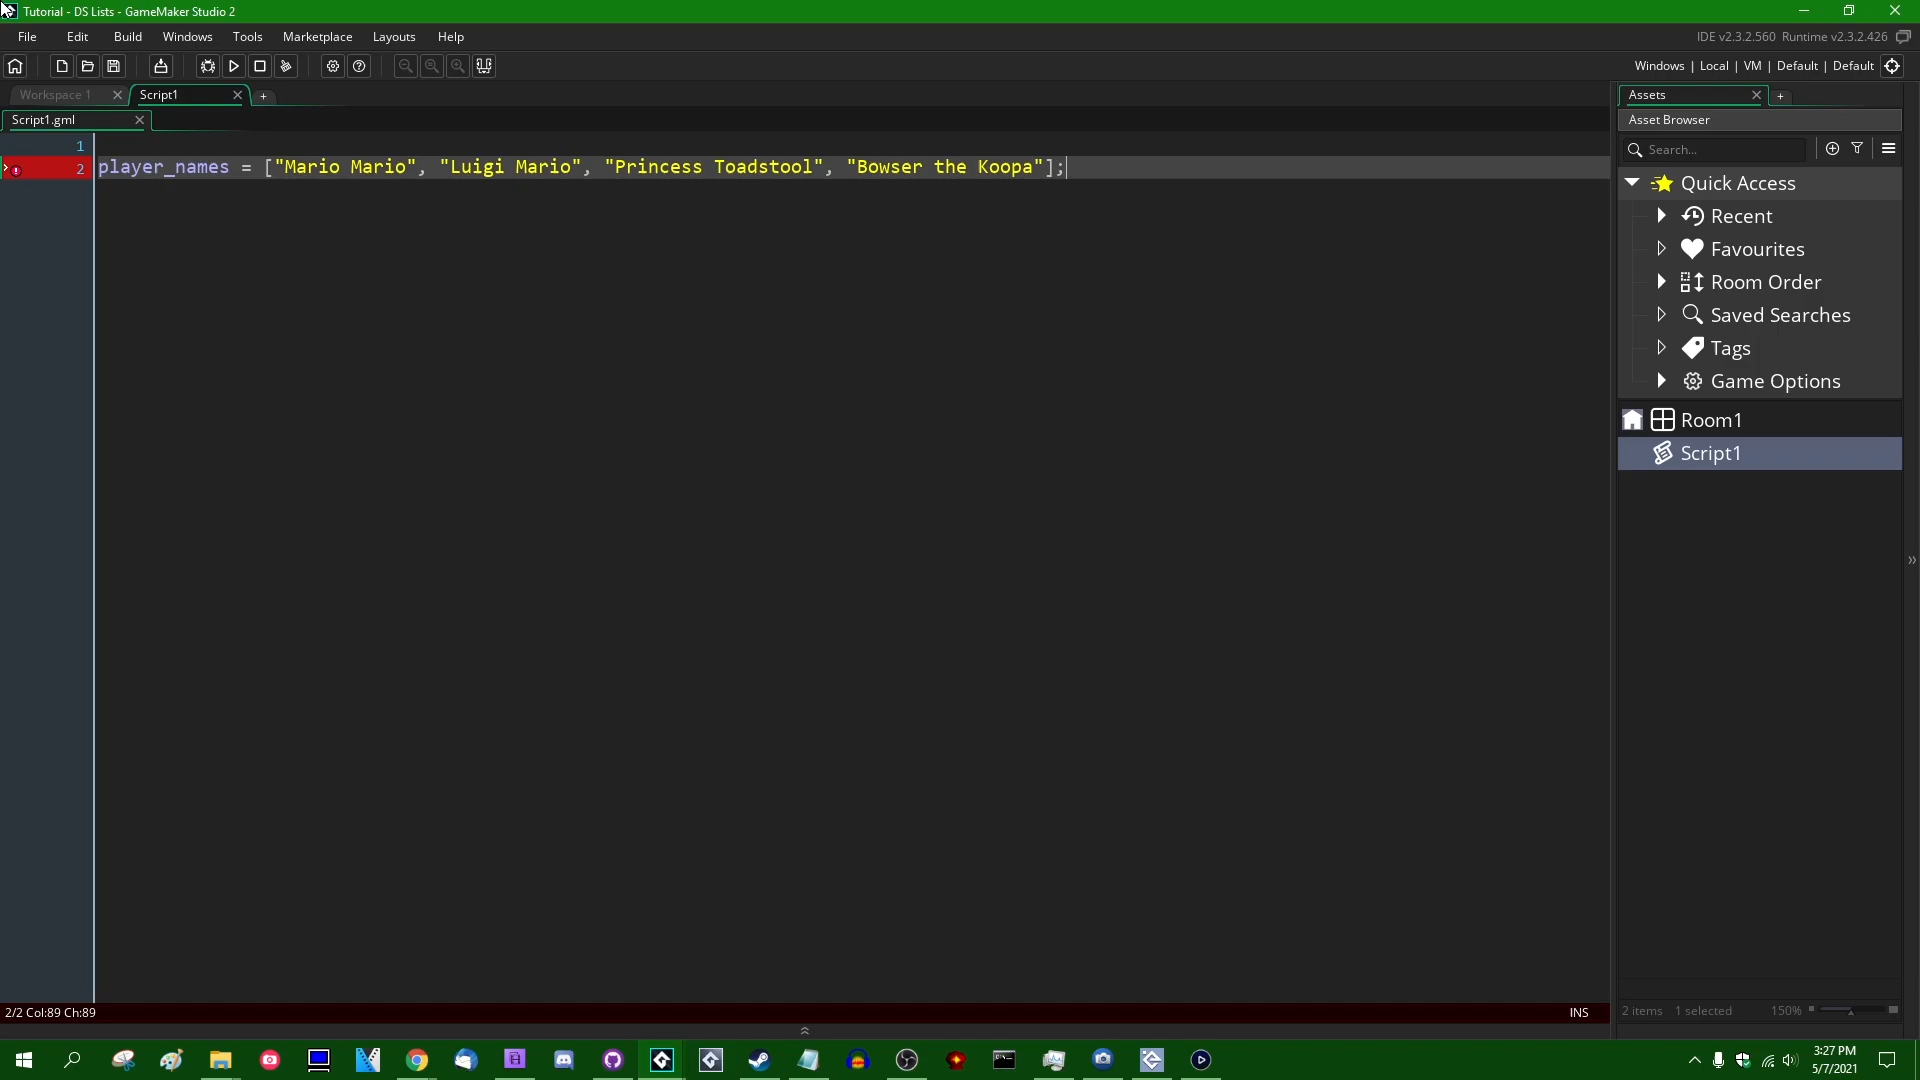 Tutorial - DS Lists - GameMaker Studio 2
File Edit Build Windows Tools Marketplace Layouts Help
IDE v2.3.2.560 Runtime v2.3.2.426
Windows | Local | VM | Default | Default
Workspace 1
Script1
Script1.gml
1
2 player_names = ["Mario Mario", "Luigi Mario", "Princess Toadstool", "Bowser the Koopa"];
Assets
Asset Browser
Search...
Quick Access
Recent
Favourites
Room Order
Saved Searches
Tags
Game Options
Room1
Script1
2 items 1 selected 150%
2/2 Col:89 Ch:89
INS
3:27 PM
5/7/2021